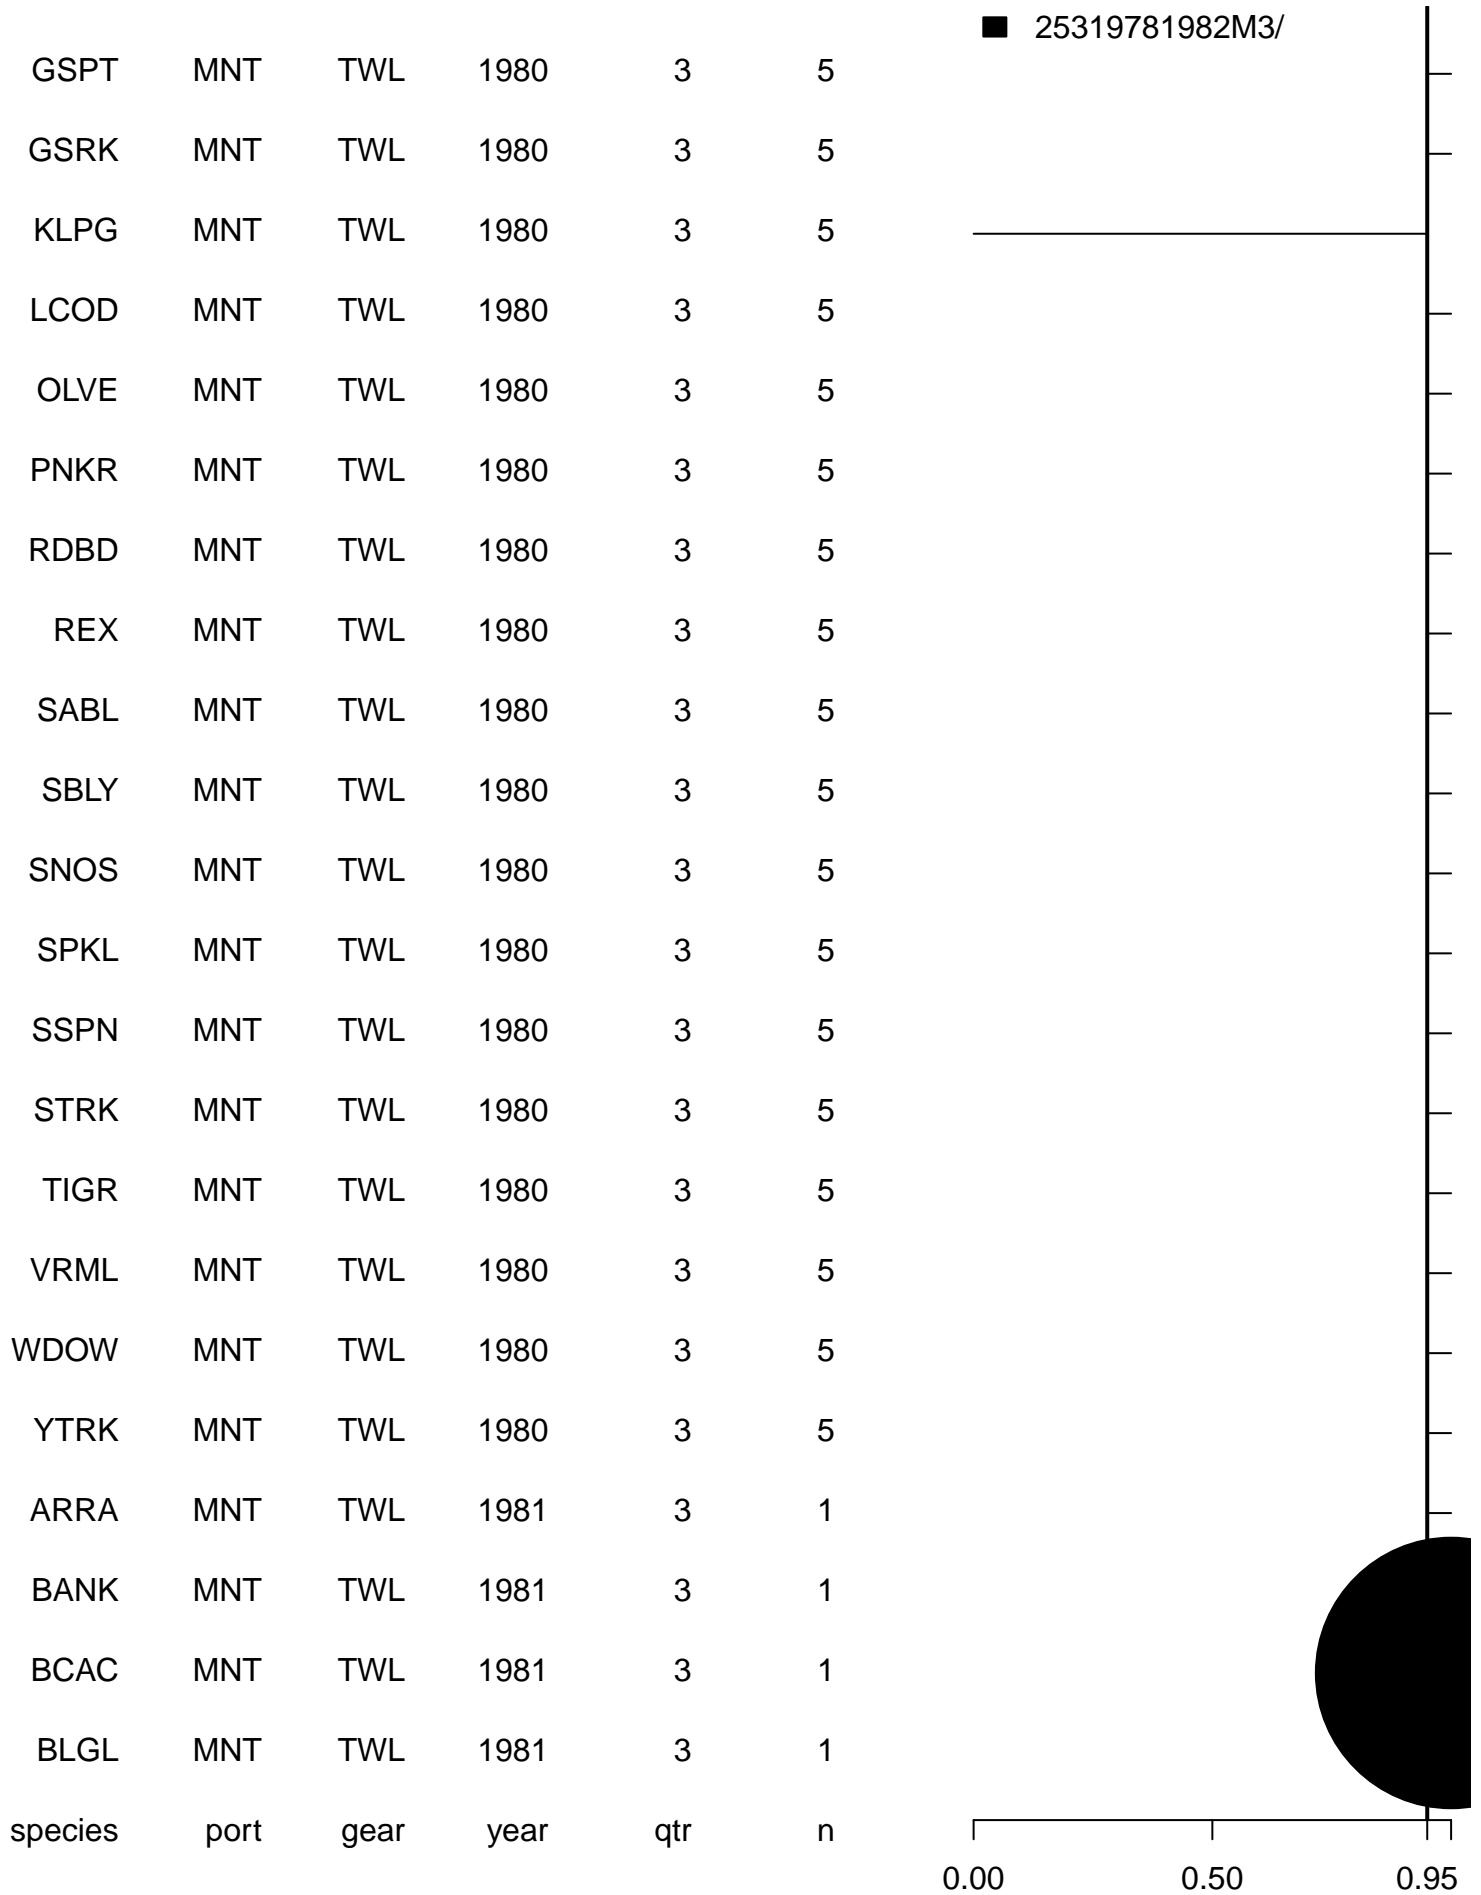 25319781982M3/
GSPT MNT TWL 1980 3 5
GSRK MNT TWL 1980 3 5
KLPG MNT TWL 1980 3 5
LCOD MNT TWL 1980 3 5
OLVE MNT TWL 1980 3 5
PNKR MNT TWL 1980 3 5
RDBD MNT TWL 1980 3 5
REX MNT TWL 1980 3 5
SABL MNT TWL 1980 3 5
SBLY MNT TWL 1980 3 5
SNOS MNT TWL 1980 3 5
SPKL MNT TWL 1980 3 5
SSPN MNT TWL 1980 3 5
STRK MNT TWL 1980 3 5
TIGR MNT TWL 1980 3 5
VRML MNT TWL 1980 3 5
WDOW MNT TWL 1980 3 5
YTRK MNT TWL 1980 3 5
ARRA MNT TWL 1981 3 1
BANK MNT TWL 1981 3 1
BCAC MNT TWL 1981 3 1
BLGL MNT TWL 1981 3 1
species port gear year qtr n
0.00 0.50 0.95